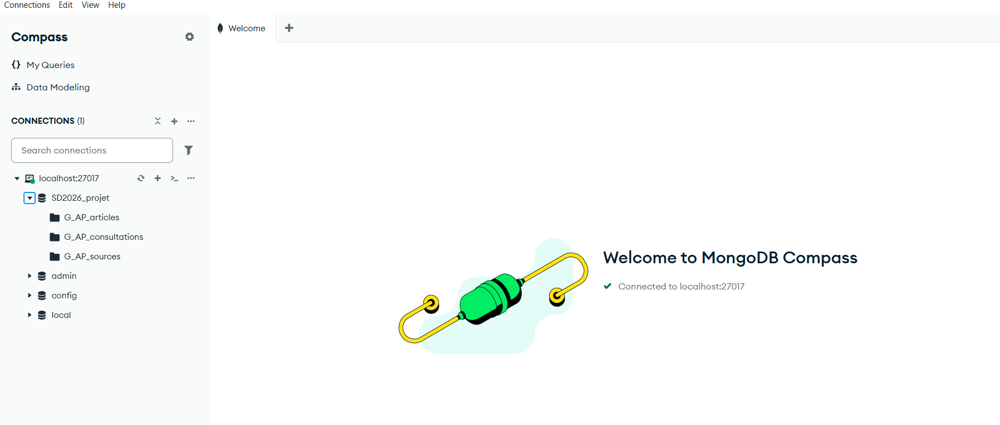 Connections Edit View Help
Compass
Welcome
My Queries
Data Modeling
CONNECTIONS (1)
Search connections
localhost:27017
SD2026_projet
G_AP_articles
G_AP_consultations
G_AP_sources
admin
config
local
Welcome to MongoDB Compass
Connected to localhost:27017